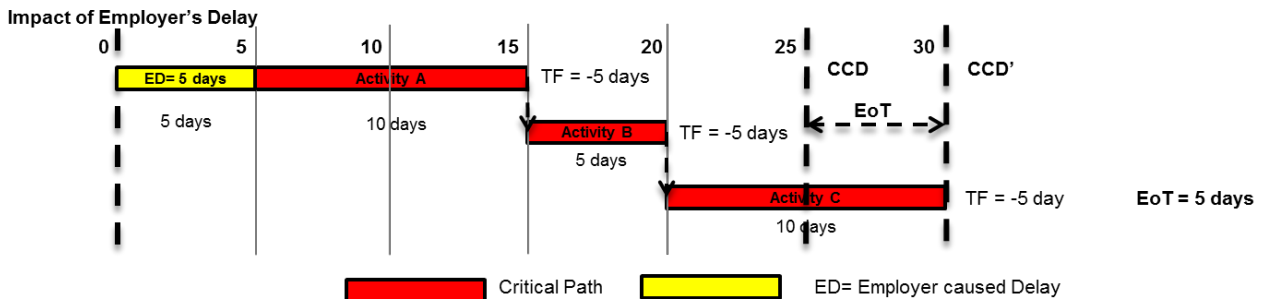 Impact of Employer's Delay
0 5 10 15 20 25 30
CCD CCD'
ED= 5 days Activity A TF = -5 days
EoT
5 days 10 days
Activity B TF = -5 days
5 days
Activity C TF = -5 day EoT = 5 days
10 days
Critical Path ED= Employer caused Delay